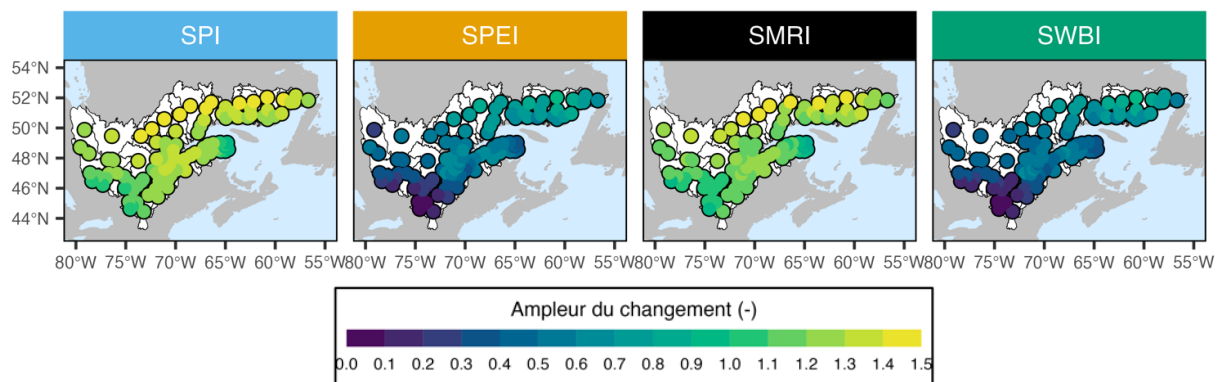 SPI SPEI SMRI SWBI
54°N
52°N
50°N
48°N
46°N
44°N
80°W 75°W 70°W 65°W 60°W 55°W 80°W 75°W 70°W 65°W 60°W 55°W 80°W 75°W 70°W 65°W 60°W 55°W 80°W 75°W 70°W 65°W 60°W 55°W
Ampleur du changement (-)
0.0 0.1 0.2 0.3 0.4 0.5 0.6 0.7 0.8 0.9 1.0 1.1 1.2 1.3 1.4 1.5